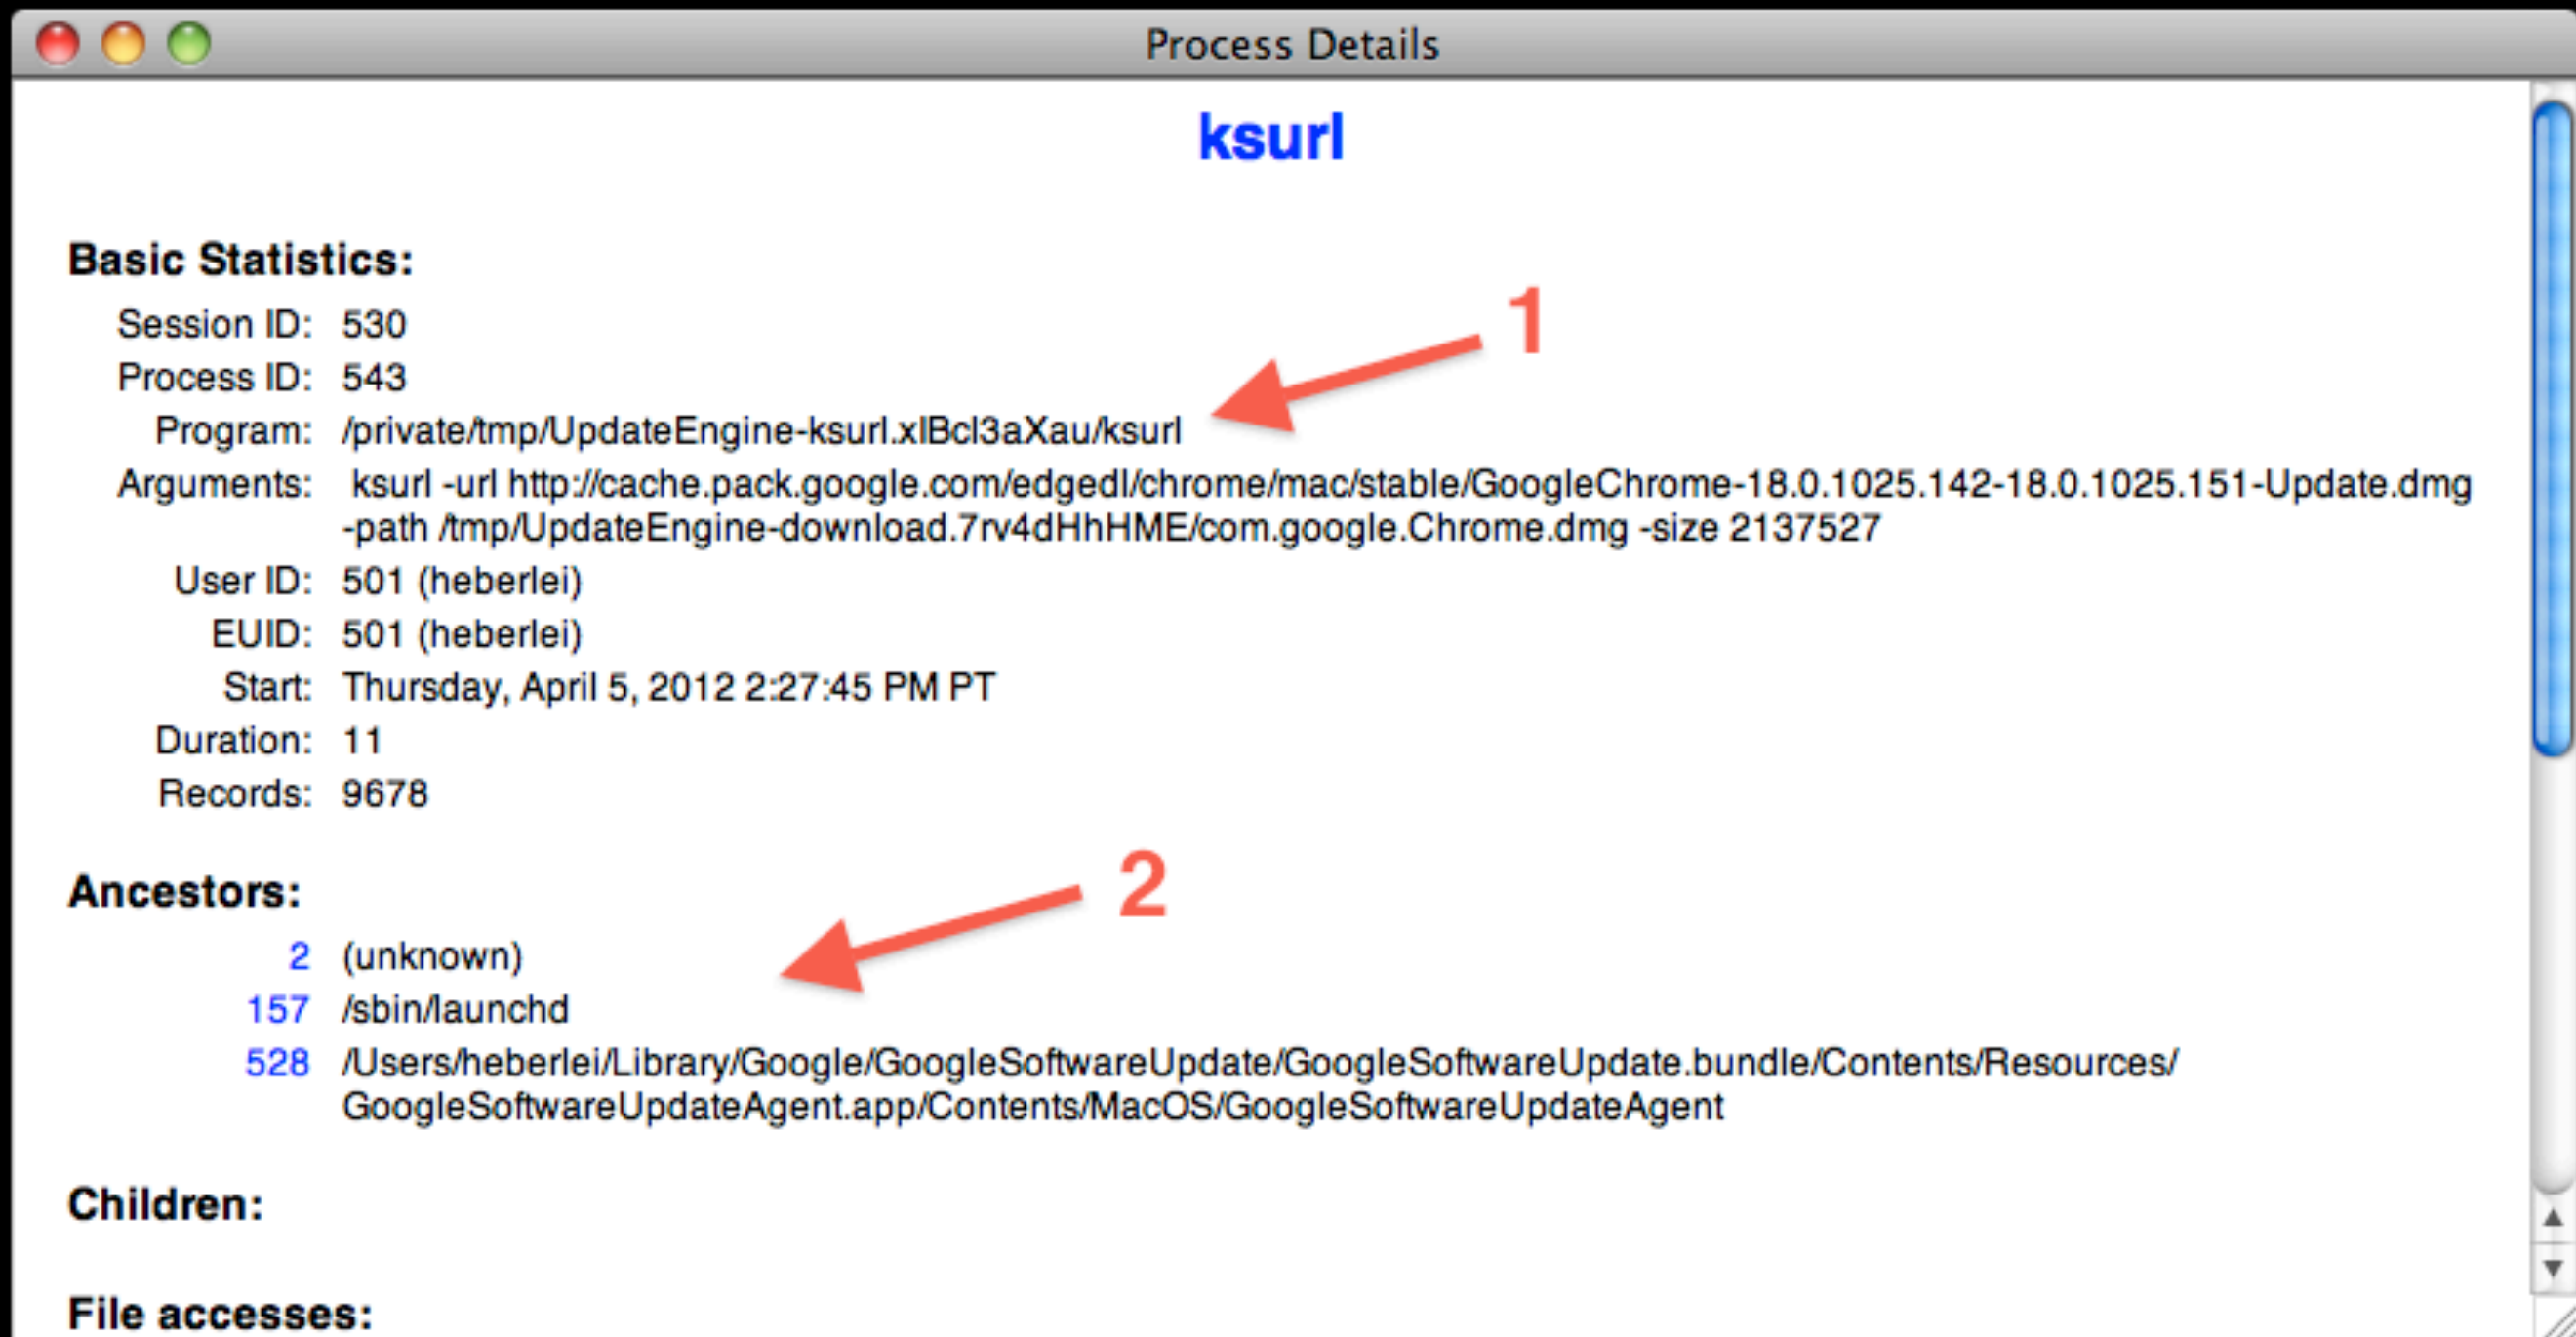 Process Details
ksurl
Basic Statistics:
1
Session ID: 530
Process ID: 543
Program: /private/tmp/UpdateEngine-ksurl.xIBcl3aXau/ksurl
Arguments: ksurl -url http://cache.pack.google.com/edgedl/chrome/mac/stable/GoogleChrome-18.0.1025.142-18.0.1025.151-Update.dmg
-path /tmp/UpdateEngine-download.7rv4dHhHME/com.google.Chrome.dmg -size 2137527
User ID: 501 (heberlei)
EUID: 501 (heberlei)
Start: Thursday, April 5, 2012 2:27:45 PM PT
Duration: 11
Records: 9678
2
Ancestors:
2 (unknown)
157 /sbin/launchd
528 /Users/heberlei/Library/Google/GoogleSoftwareUpdate/GoogleSoftwareUpdate.bundle/Contents/Resources/
GoogleSoftwareUpdateAgent.app/Contents/MacOS/GoogleSoftwareUpdateAgent
Children:
File accesses: